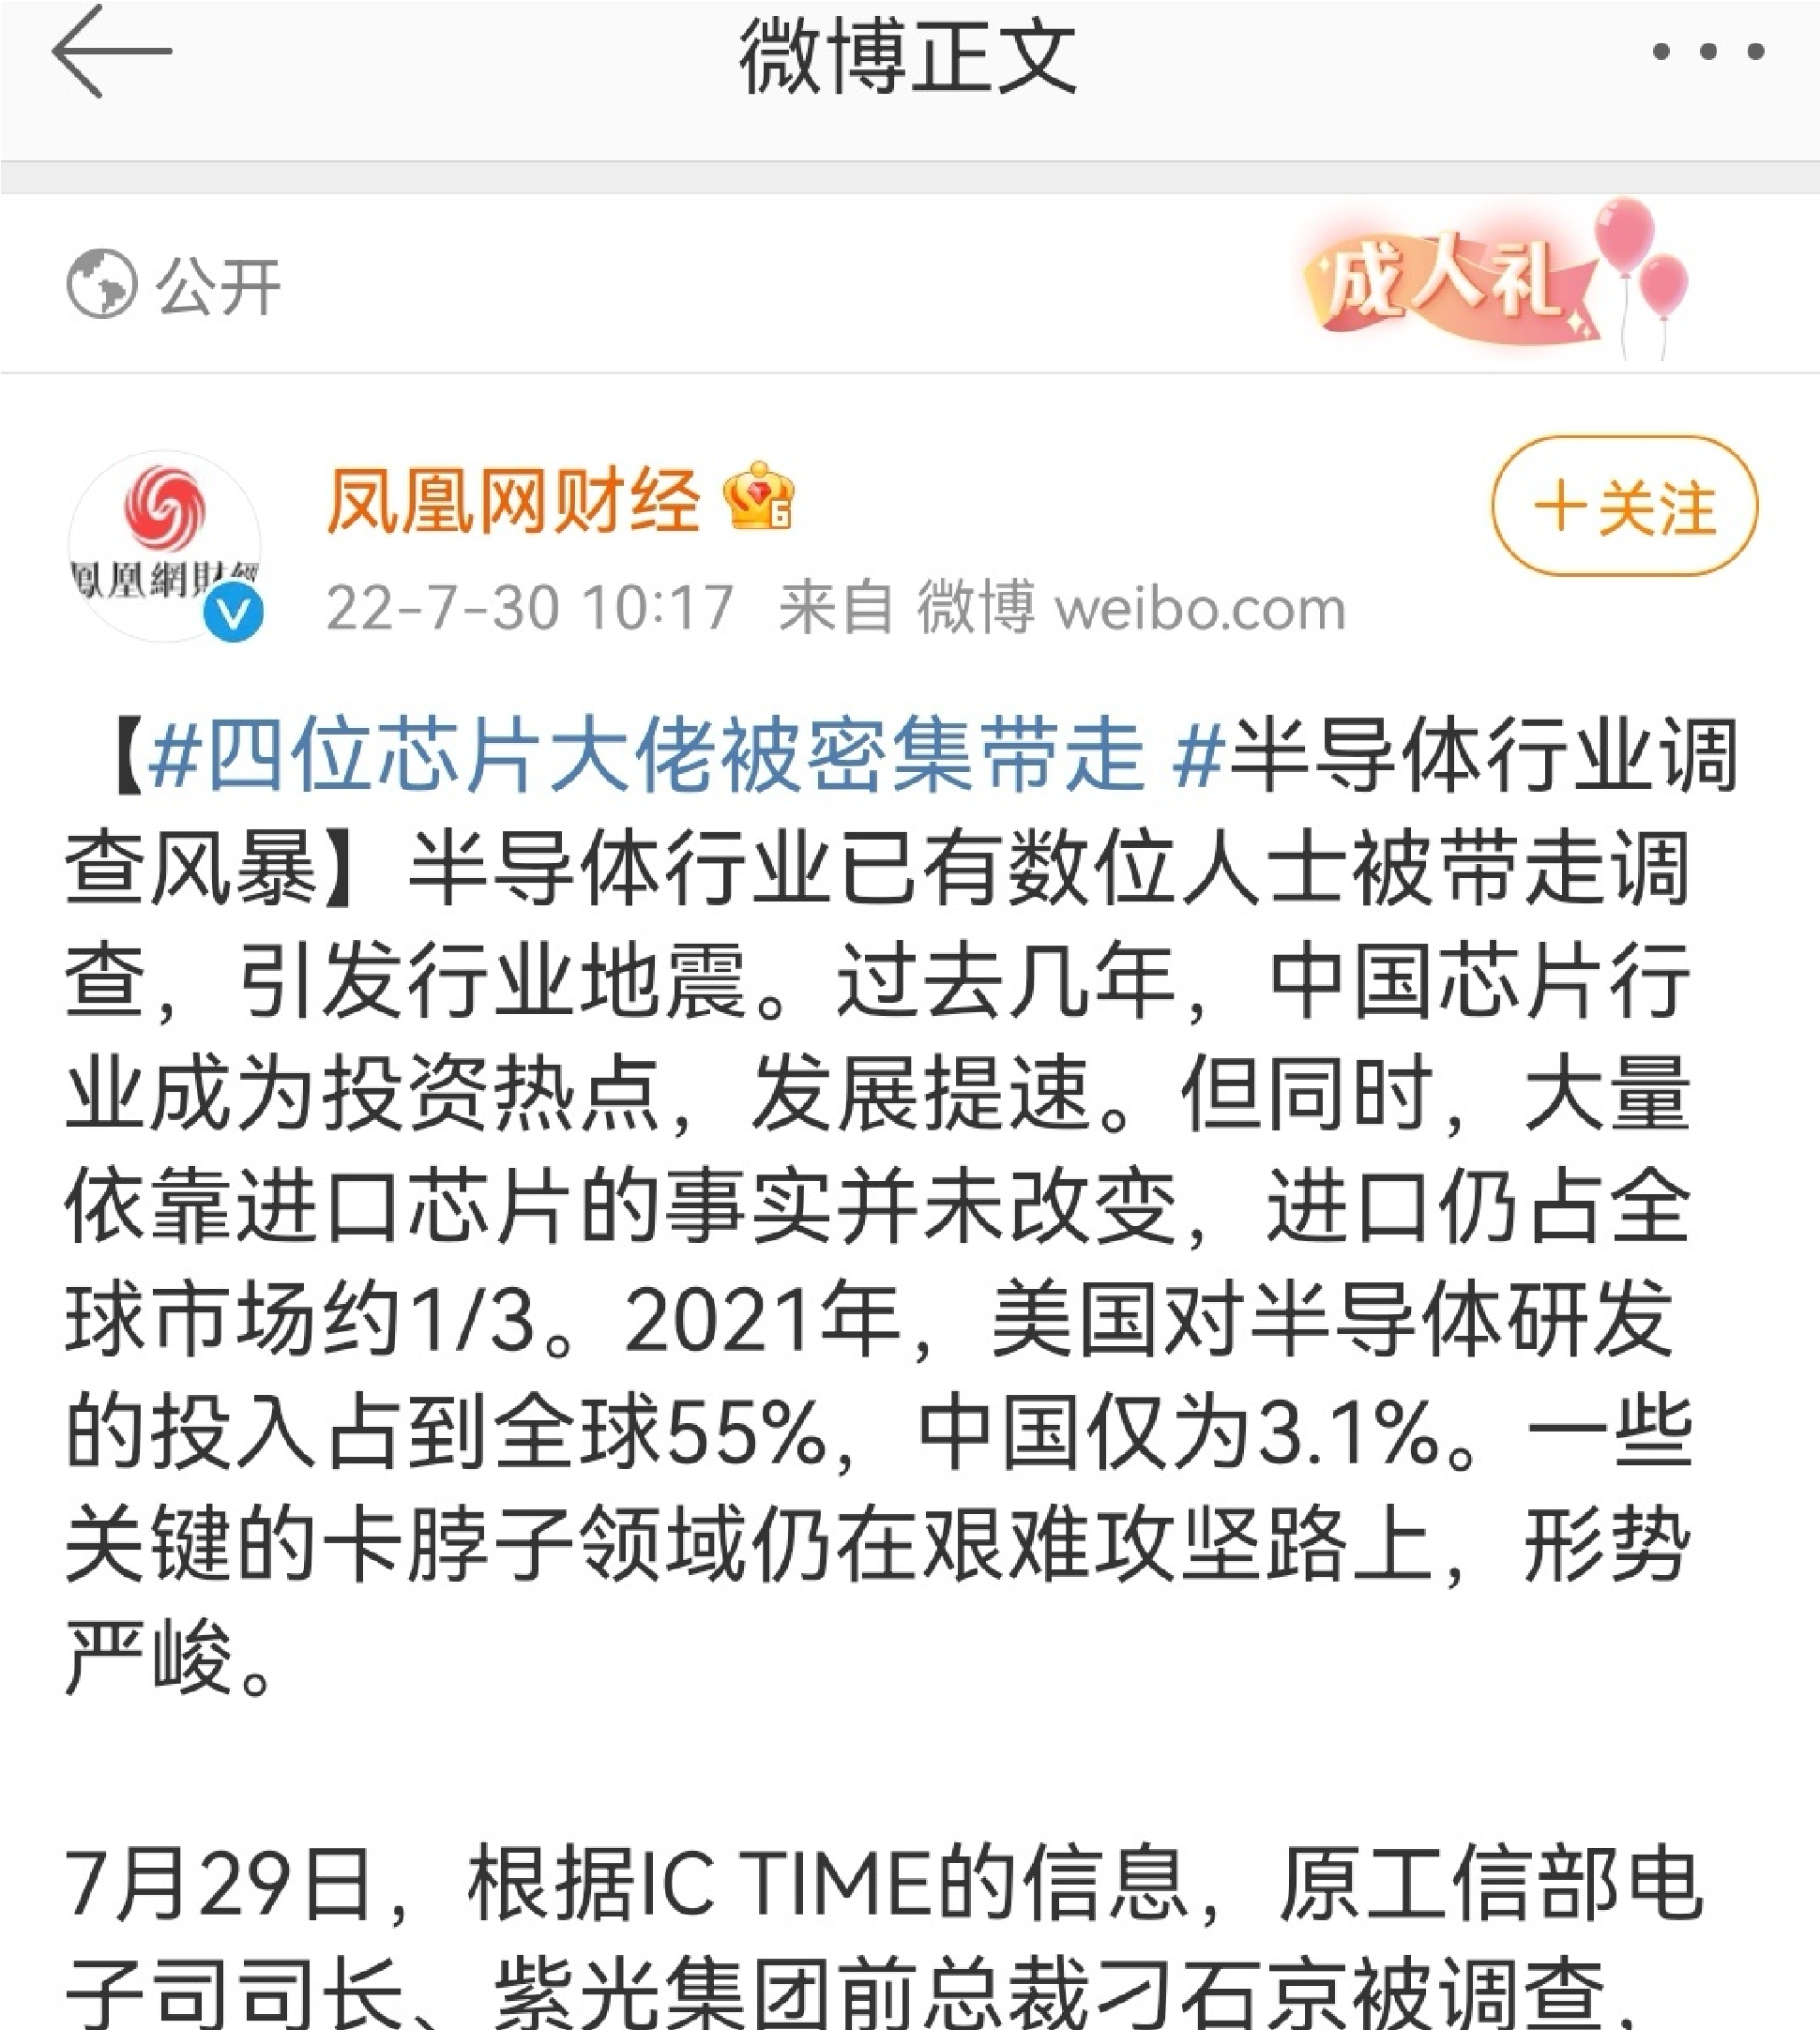 微博正文
公开
成人礼
凤凰网财经
鳳凰網財經
22-7-30 10:17 来自 微博 weibo.com
+关注
【#四位芯片大佬被密集带走 #半导体行业调
查风暴】半导体行业已有数位人士被带走调
查，引发行业地震。过去几年，中国芯片行
业成为投资热点，发展提速。但同时，大量
依靠进口芯片的事实并未改变，进口仍占全
球市场约1/3。2021年，美国对半导体研发
的投入占到全球55%，中国仅为3.1%。一些
关键的卡脖子领域仍在艰难攻坚路上，形势
严峻。
7月29日，根据IC TIME的信息，原工信部电
子司司长、紫光集团前总裁刁石京被调查，